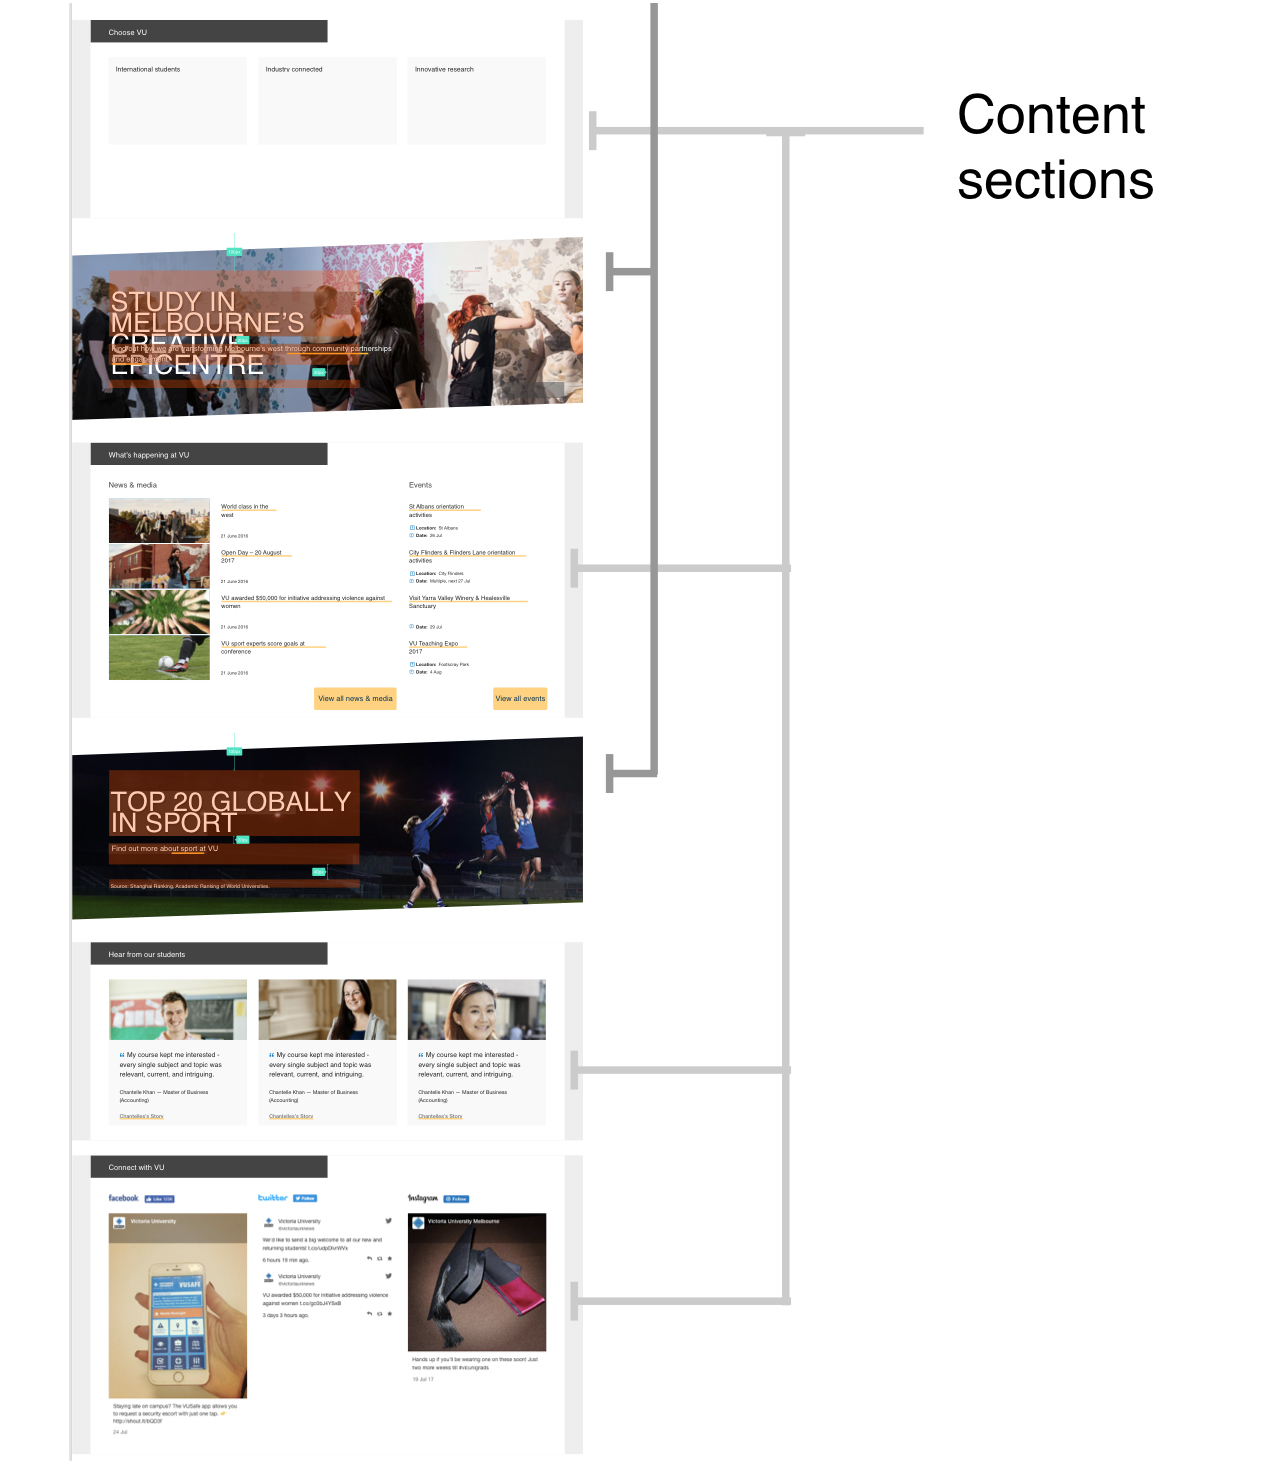 Choose VU
International students
Industry connected
Innovative research
Content
sections
STUDY IN
MELBOURNE'S
CREATIVE
Find out how we are transforming Melbourne's west through community partnerships
and engagement
EPICENTRE
What's happening at VU
News & media
Events
World class in the
west
21 June 2016
St Albans orientation
activities
Location: St Albans
Date: 26 Jul
Open Day – 20 August
2017
21 June 2016
City Flinders & Flinders Lane orientation
activities
Location: City Flinders
Date: Multiple, next 27 Jul
VU awarded $50,000 for initiative addressing violence against
women
21 June 2016
Visit Yarra Valley Winery & Healesville
Sanctuary
Date: 29 Jul
VU sport experts score goals at
conference
21 June 2016
VU Teaching Expo
2017
Location: Footscray Park
Date: 4 Aug
View all news & media
View all events
TOP 20 GLOBALLY
IN SPORT
Find out more about sport at VU
Source: Shanghai Ranking, Academic Ranking of World Universities.
Hear from our students
“ My course kept me interested -
every single subject and topic was
relevant, current, and intriguing.
Chantelle Khan — Master of Business
(Accounting)
Chantelles's Story
“ My course kept me interested -
every single subject and topic was
relevant, current, and intriguing.
Chantelle Khan — Master of Business
(Accounting)
Chantelles's Story
“ My course kept me interested -
every single subject and topic was
relevant, current, and intriguing.
Chantelle Khan — Master of Business
(Accounting)
Chantelles's Story
Connect with VU
facebook
Like
Victoria University
VUSAFE
Staying late on campus? The VUSafe app allows you
to request a security escort with just one tap.
24 Jul
twitter
Follow
Victoria University
@victoriauninews
We'd like to send a big welcome to all our new and
returning students!
6 hours 19 min ago.
Victoria University
@victoriauninews
VU awarded $50,000 for initiative addressing violence
against women
3 days 3 hours ago.
Instagram
Follow
Victoria University Melbourne
Hands up if you'll be wearing one on these soon! Just
two more weeks till #vicunigrads
19 Jul 17